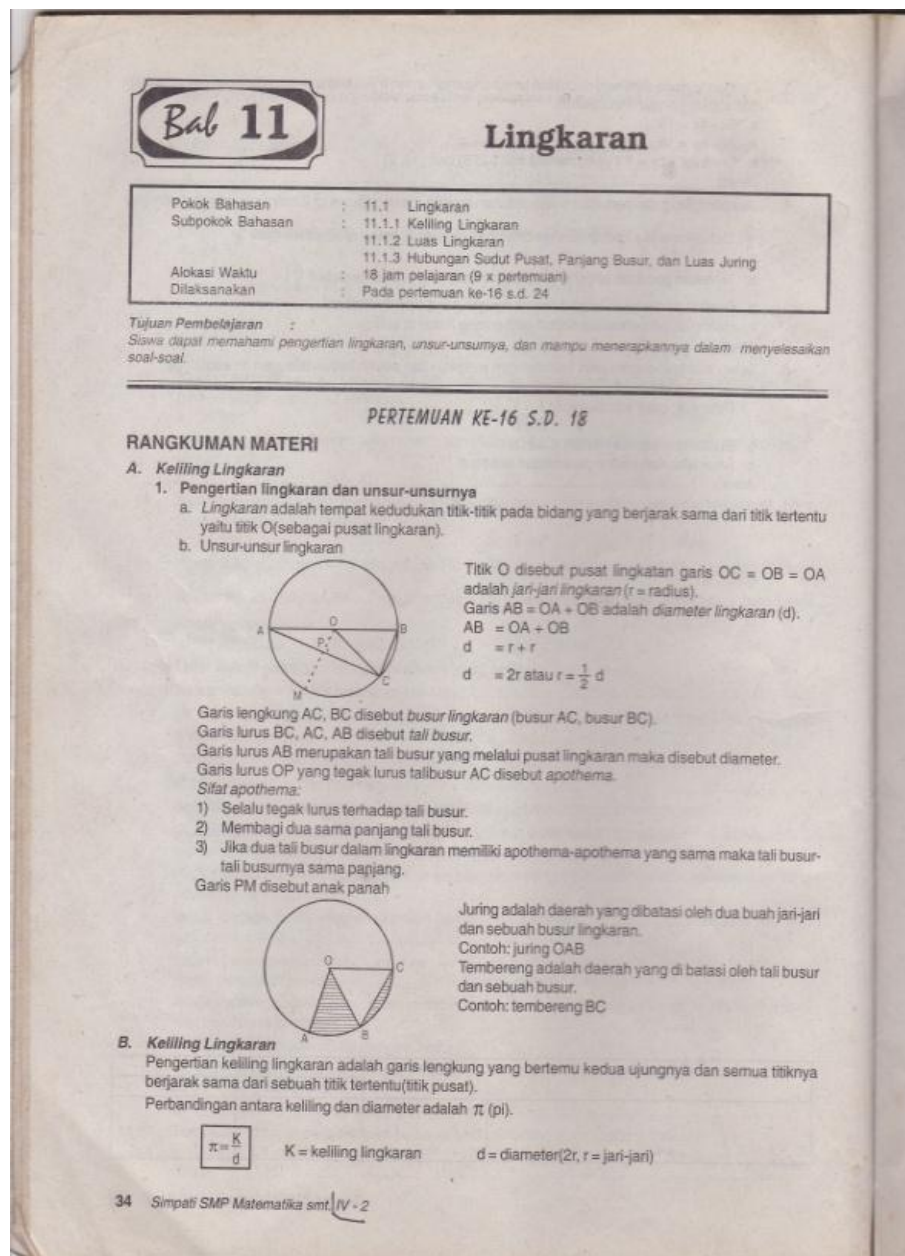 Bab 11
Lingkaran
Pokok Bahasan : 11.1 Lingkaran
Subpokok Bahasan : 11.1.1 Keliling Lingkaran
11.1.2 Luas Lingkaran
11.1.3 Hubungan Sudut Pusat, Panjang Busur, dan Luas Juring
Alokasi Waktu : 18 jam pelajaran (9 x pertemuan)
Dilaksanakan : Pada pertemuan ke-16 s.d. 24
Tujuan Pembelajaran :
Siswa dapat memahami pengertian lingkaran, unsur-unsurnya, dan mampu menerapkannya dalam menyelesaikan
soal-soal.
PERTEMUAN KE-16 S.D. 18
RANGKUMAN MATERI
A. Keliling Lingkaran
1. Pengertian lingkaran dan unsur-unsurnya
a. Lingkaran adalah tempat kedudukan titik-titik pada bidang yang berjarak sama dari titik tertentu
yaitu titik O(sebagai pusat lingkaran).
b. Unsur-unsur lingkaran
A
O
B
P
C
M
Titik O disebut pusat lingkatan garis OC = OB = OA
adalah jari-jari lingkaran (r = radius).
Garis AB = OA + OB adalah diameter lingkaran (d).
AB = OA + OB
d = r + r
d = 2r atau r = 1/2 d
Garis lengkung AC, BC disebut busur lingkaran (busur AC, busur BC).
Garis lurus BC, AC, AB disebut tali busur.
Garis lurus AB merupakan tali busur yang melalui pusat lingkaran maka disebut diameter.
Garis lurus OP yang tegak lurus talibusur AC disebut apothema.
Sifat apothema:
1) Selalu tegak lurus terhadap tali busur.
2) Membagi dua sama panjang tali busur.
3) Jika dua tali busur dalam lingkaran memiliki apothema-apothema yang sama maka tali busur-
tali busurnya sama panjang.
Garis PM disebut anak panah
O
C
A
B
Juring adalah daerah yang dibatasi oleh dua buah jari-jari
dan sebuah busur lingkaran.
Contoh: juring OAB
Tembereng adalah daerah yang di batasi oleh tali busur
dan sebuah busur.
Contoh: tembereng BC
B. Keliling Lingkaran
Pengertian keliling lingkaran adalah garis lengkung yang bertemu kedua ujungnya dan semua titiknya
berjarak sama dari sebuah titik tertentu(titik pusat).
Perbandingan antara keliling dan diameter adalah π (pi).
π = K/d K = keliling lingkaran d = diameter(2r, r = jari-jari)
34 Simpati SMP Matematika smt. IV - 2